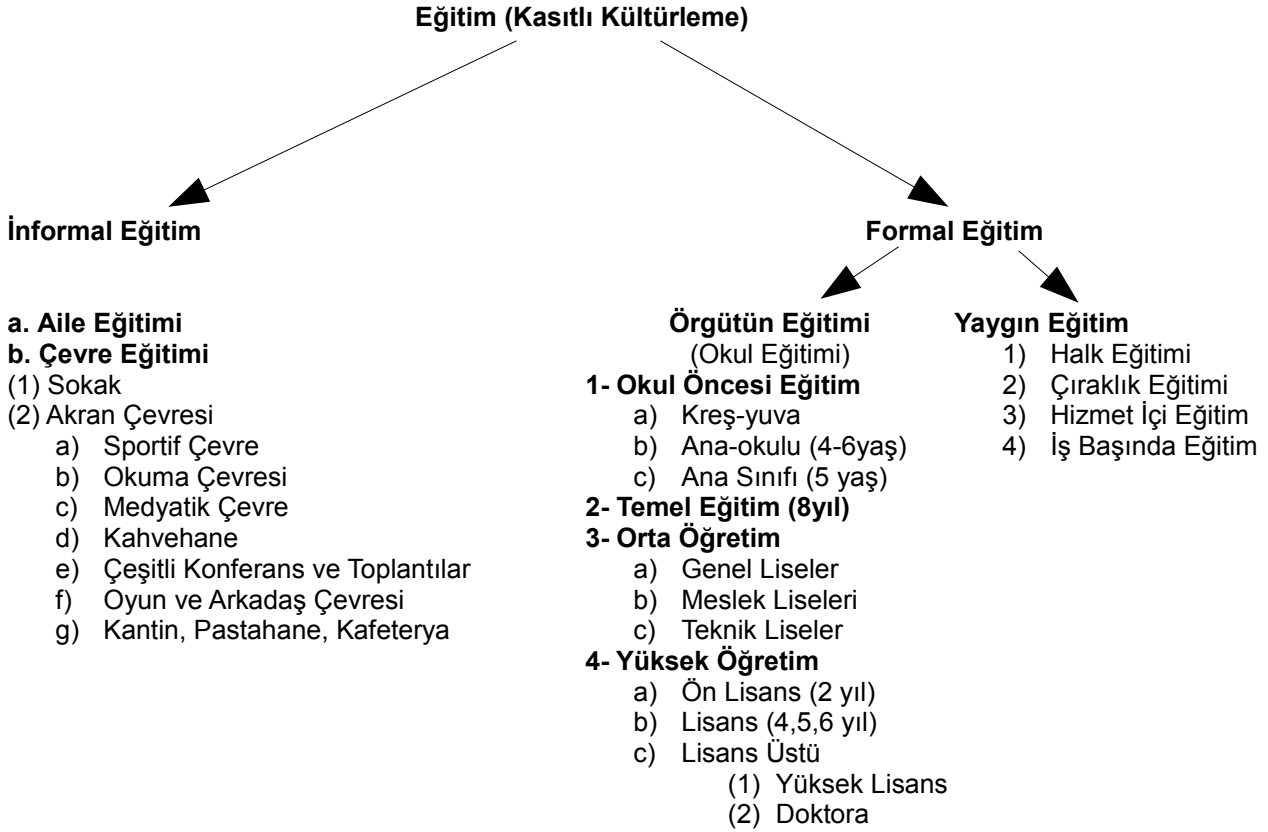 Eğitim (Kasıtlı Kültürleme)
İnformal Eğitim
Formal Eğitim
a. Aile Eğitimi
b. Çevre Eğitimi
(1) Sokak
(2) Akran Çevresi
a) Sportif Çevre
b) Okuma Çevresi
c) Medyatik Çevre
d) Kahvehane
e) Çeşitli Konferans ve Toplantılar
f) Oyun ve Arkadaş Çevresi
g) Kantin, Pastahane, Kafeterya
Örgütün Eğitimi
(Okul Eğitimi)
1- Okul Öncesi Eğitim
a) Kreş-yuva
b) Ana-okulu (4-6yaş)
c) Ana Sınıfı (5 yaş)
2- Temel Eğitim (8yıl)
3- Orta Öğretim
a) Genel Liseler
b) Meslek Liseleri
c) Teknik Liseler
4- Yüksek Öğretim
a) Ön Lisans (2 yıl)
b) Lisans (4,5,6 yıl)
c) Lisans Üstü
(1) Yüksek Lisans
(2) Doktora
Yaygın Eğitim
1) Halk Eğitimi
2) Çıraklık Eğitimi
3) Hizmet İçi Eğitim
4) İş Başında Eğitim